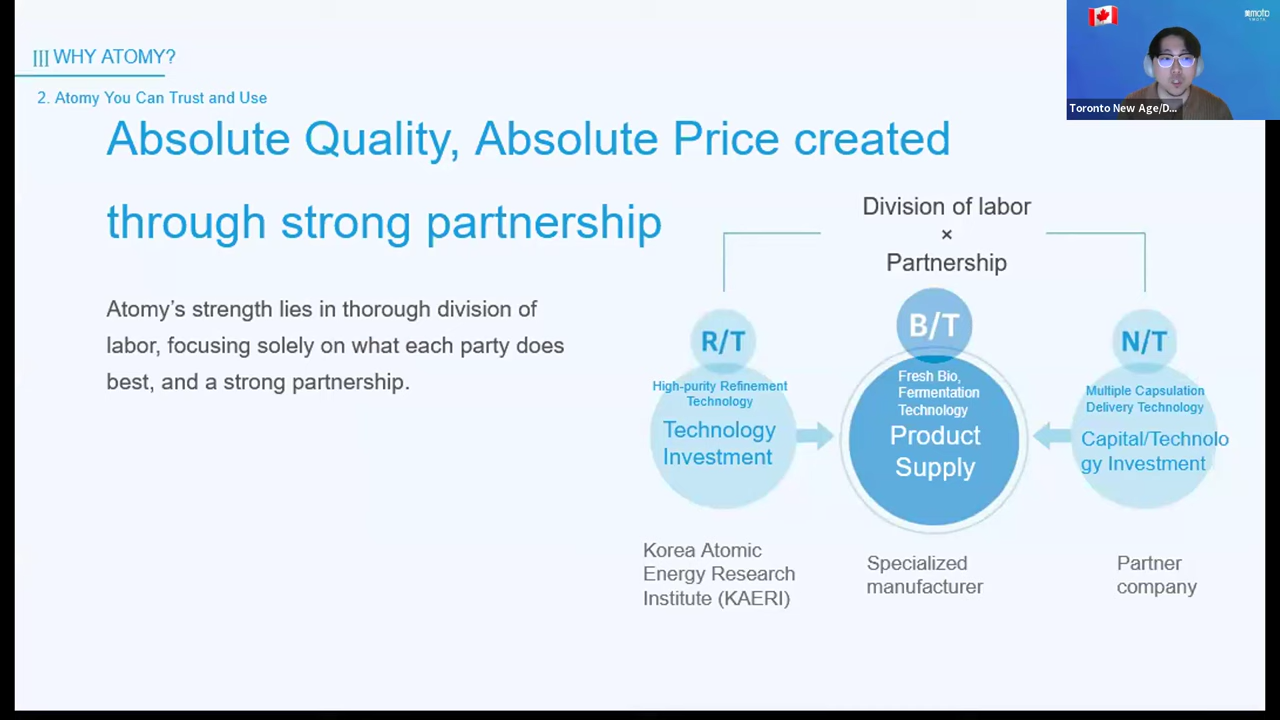 III WHY ATOMY?
2. Atomy You Can Trust and Use
Absolute Quality, Absolute Price created
through strong partnership
Atomy’s strength lies in thorough division of
labor, focusing solely on what each party does
best, and a strong partnership.
Division of labor
×
Partnership
R/T
High-purity Refinement
Technology
Technology
Investment
Korea Atomic
Energy Research
Institute (KAERI)
B/T
Fresh Bio,
Fermentation
Technology
Product
Supply
Specialized
manufacturer
N/T
Multiple Capsulation
Delivery Technology
Capital/Technolo
gy Investment
Partner
company
Toronto New Age/D...